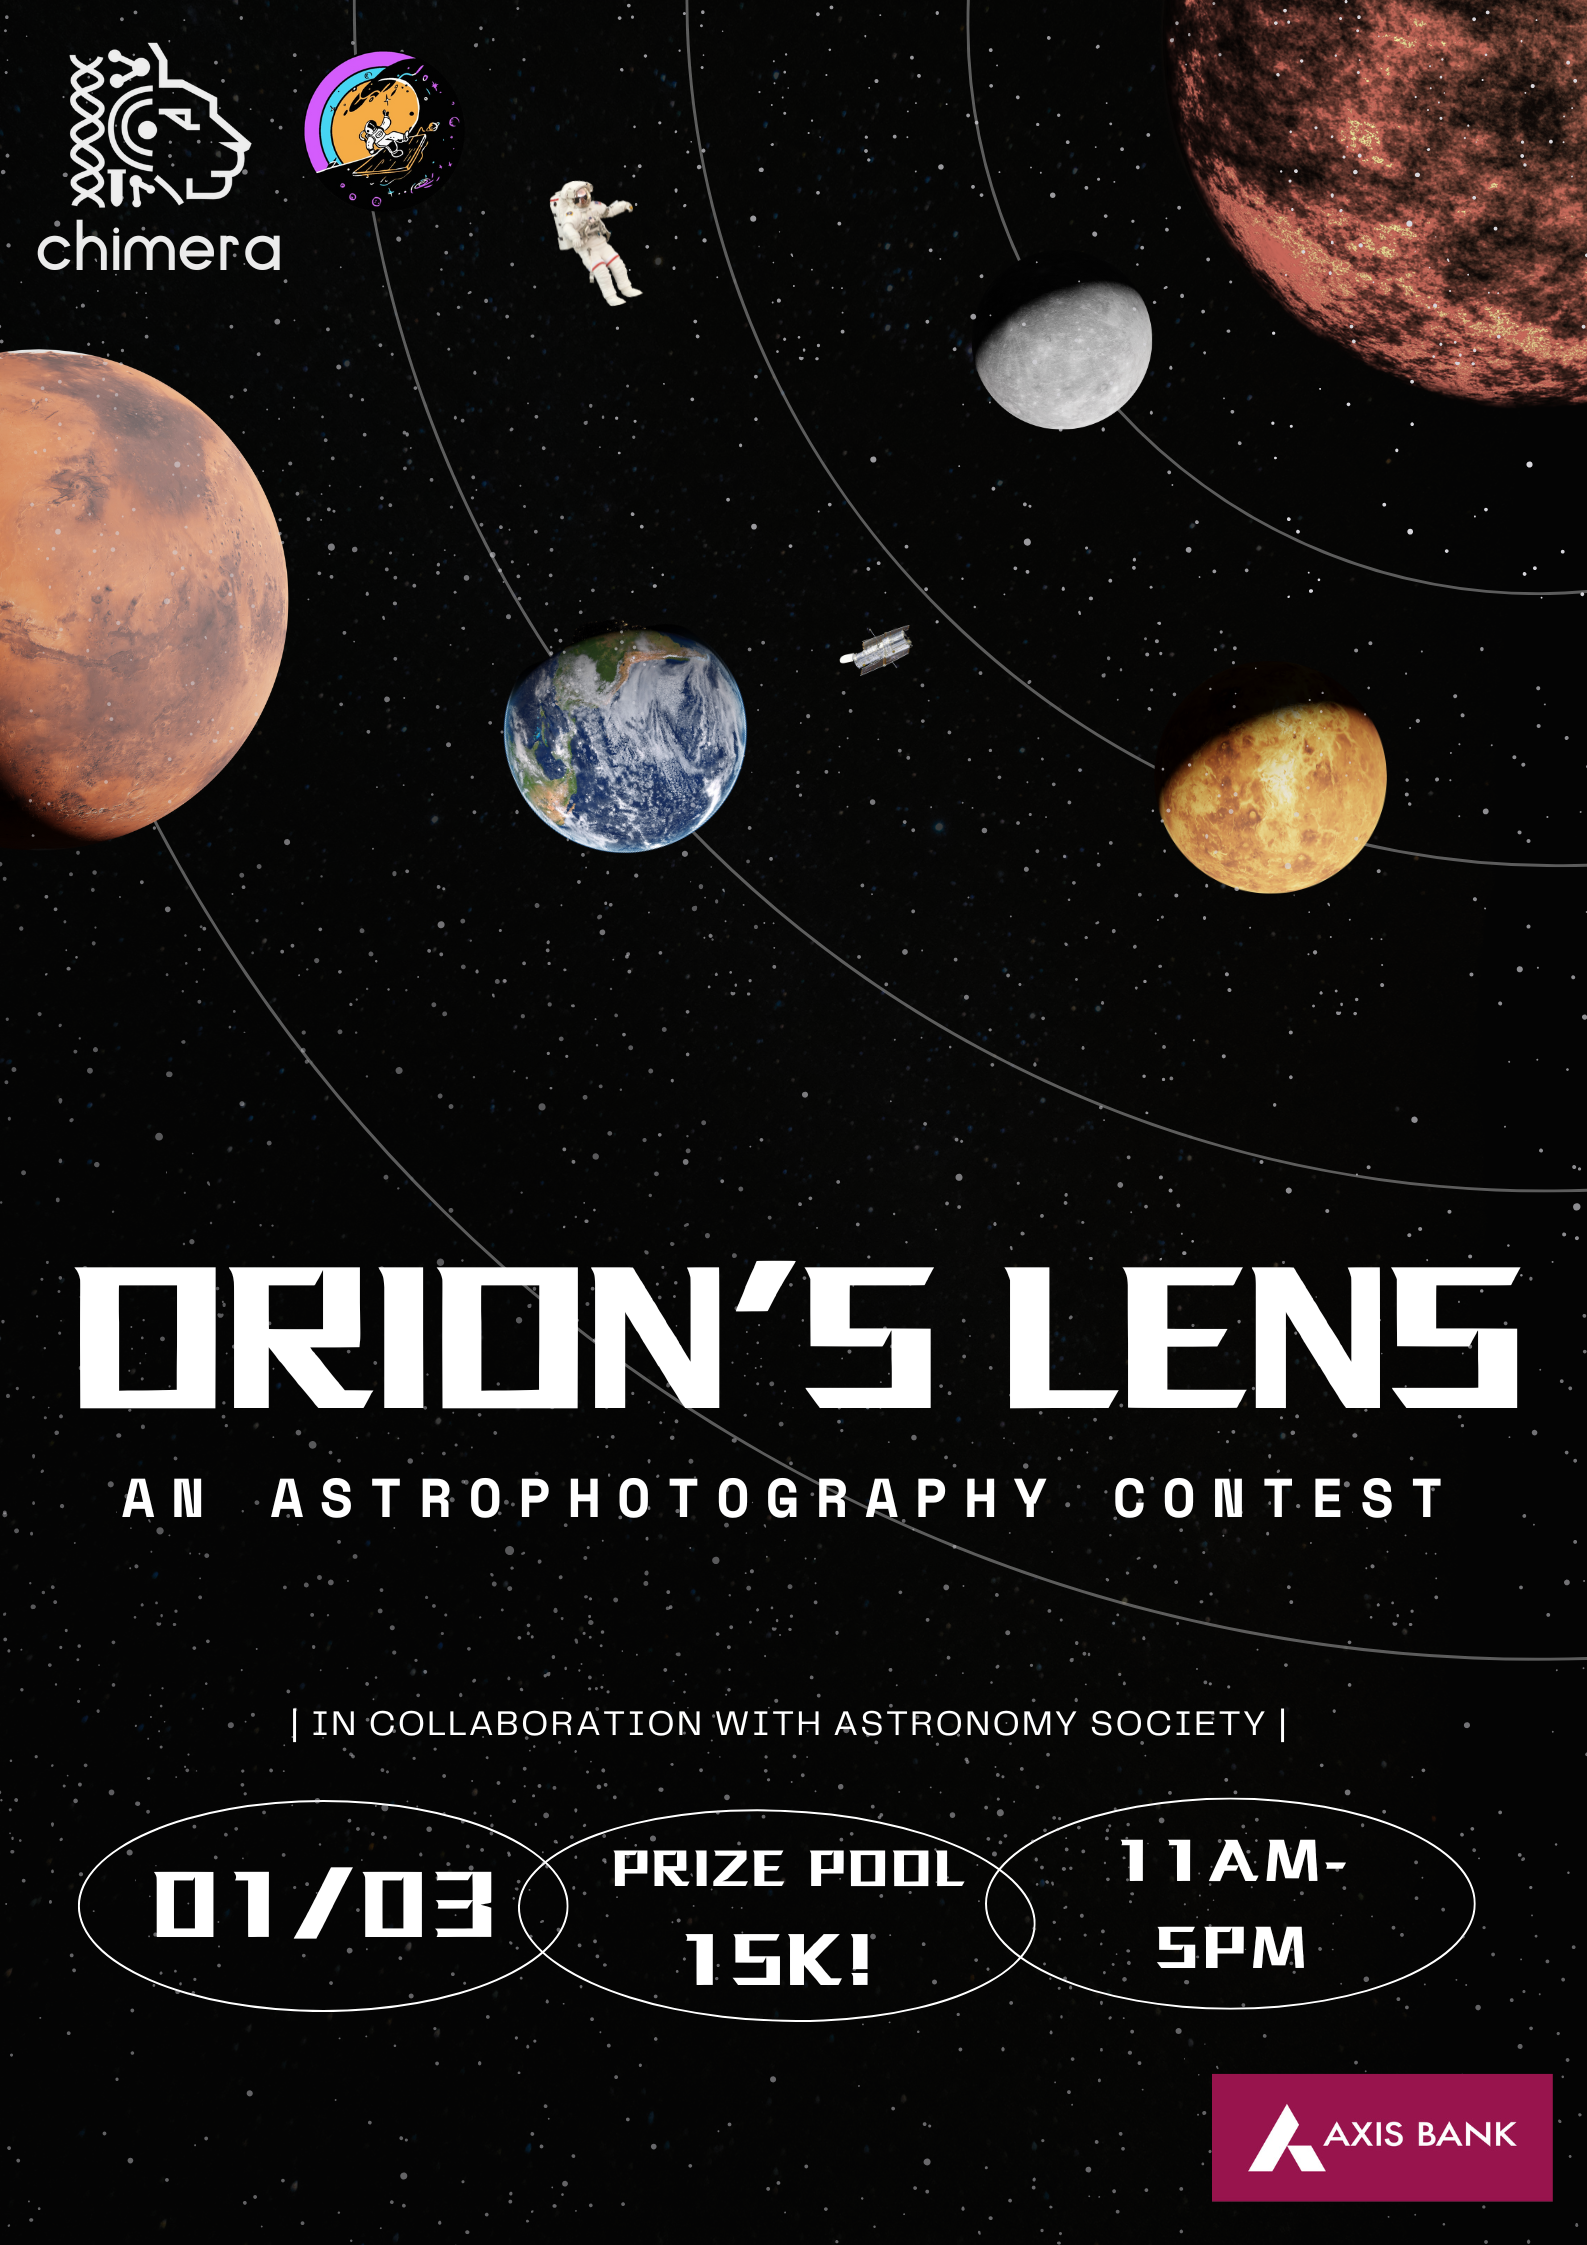 chimera
ORION'S LENS
AN ASTROPHOTOGRAPHY CONTEST
| IN COLLABORATION WITH ASTRONOMY SOCIETY |
01/03
PRIZE POOL
15K!
11AM-
5PM
AXIS BANK